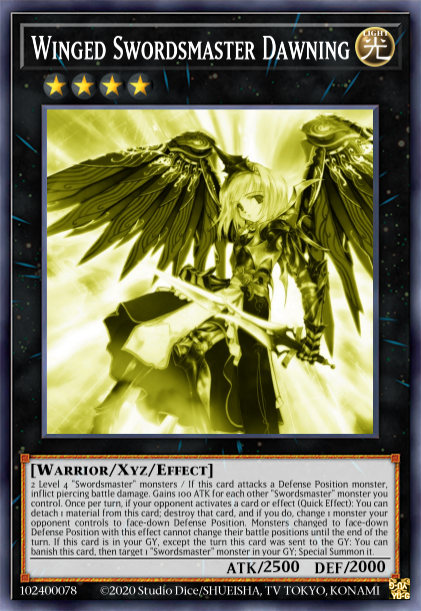 Winged Swordsmaster Dawning
LIGHT
光
[Warrior/Xyz/Effect]
2 Level 4 "Swordsmaster" monsters / If this card attacks a Defense Position monster,
inflict piercing battle damage. Gains 100 ATK for each other "Swordsmaster" monster you
control. Once per turn, if your opponent activates a card or effect (Quick Effect): You can
detach 1 material from this card; destroy that card, and if you do, change 1 monster your
opponent controls to face-down Defense Position. Monsters changed to face-down
Defense Position with this effect cannot change their battle positions until the end of the
turn. If this card is in your GY, except the turn this card was sent to the GY: You can
banish this card, then target 1 "Swordsmaster" monster in your GY; Special Summon it.
ATK/2500 DEF/2000
102400078 ©2020 Studio Dice/SHUEISHA, TV TOKYO, KONAMI